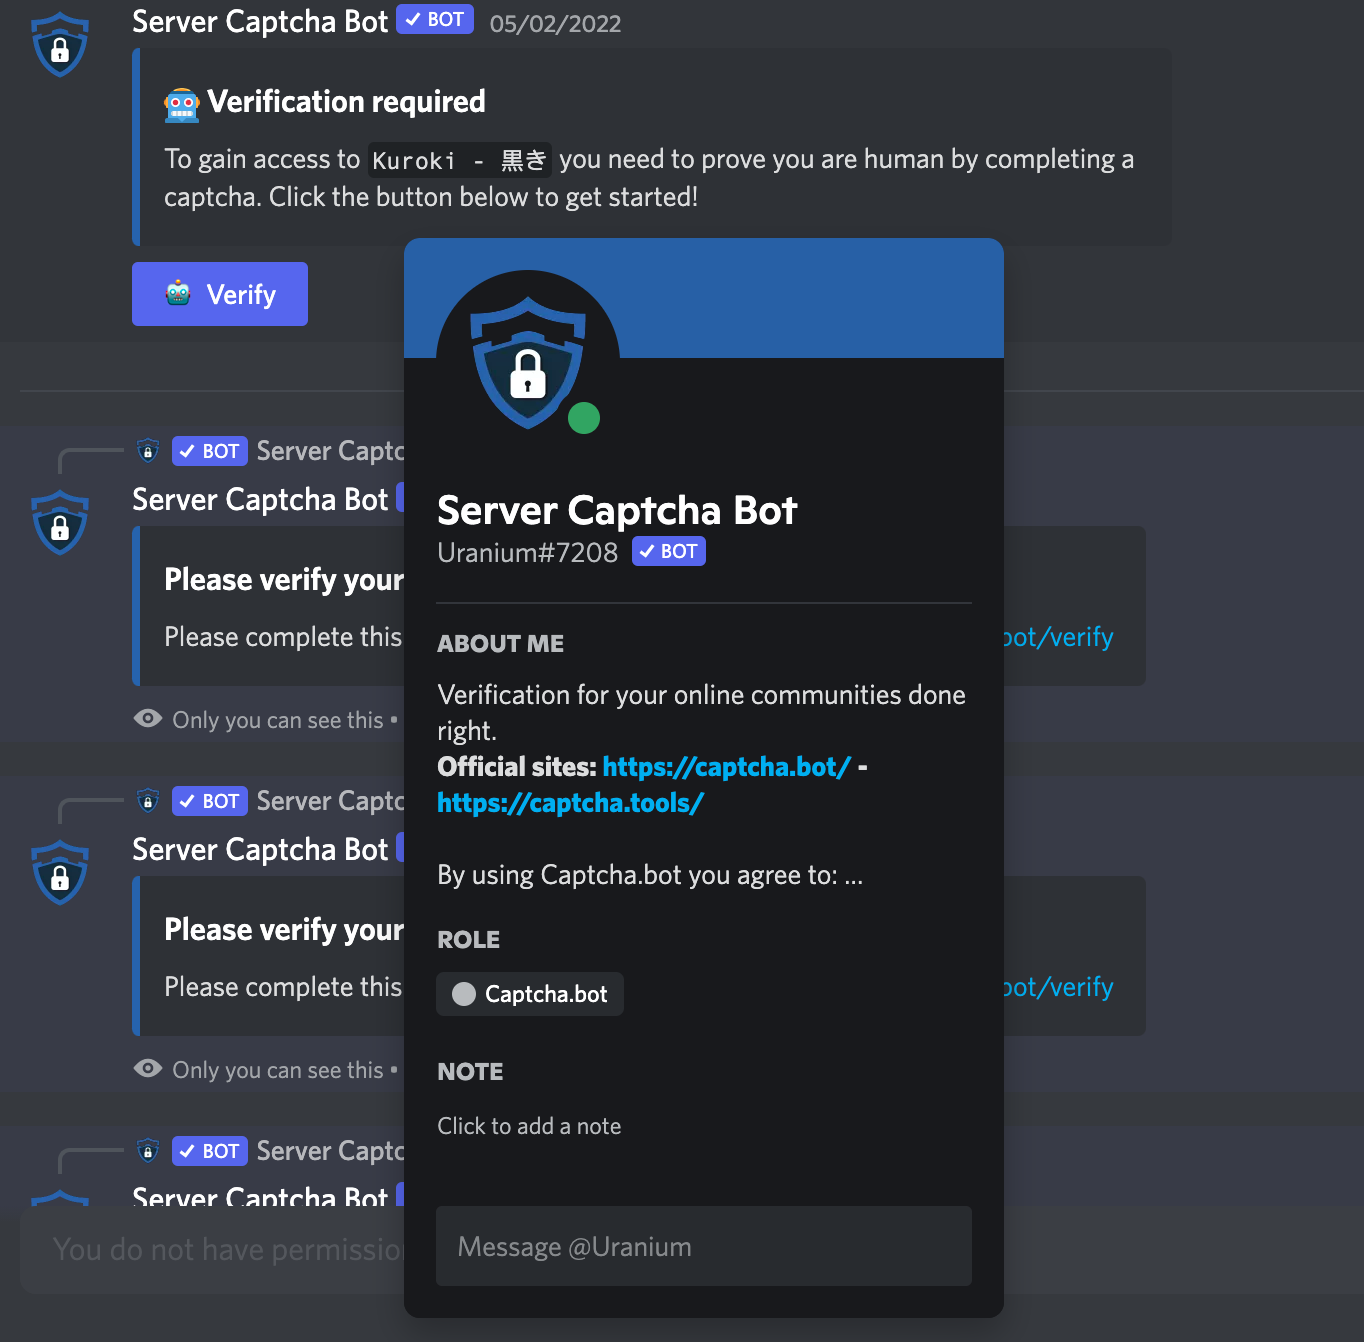 Server Captcha Bot BOT 05/02/2022
Verification required
To gain access to Kuroki - 黒き you need to prove you are human by completing a
captcha. Click the button below to get started!
Verify
BOT Server Captc
Server Captcha Bot
Please verify your
Please complete this
bot/verify
Only you can see this •
BOT Server Captc
Server Captcha Bot
Please verify your
Please complete this
bot/verify
Only you can see this •
BOT Server Captc
Server Captcha Bot
You do not have permission
Server Captcha Bot
Uranium#7208 BOT
ABOUT ME
Verification for your online communities done
right.
Official sites: https://captcha.bot/ -
https://captcha.tools/
By using Captcha.bot you agree to: ...
ROLE
Captcha.bot
NOTE
Click to add a note
Message @Uranium